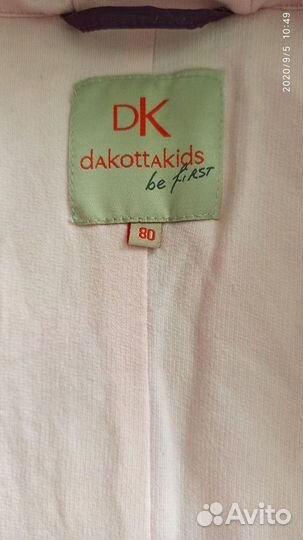 2020/9/5 10:49
DK
dAkottAkids
be fiRST
80
Avito